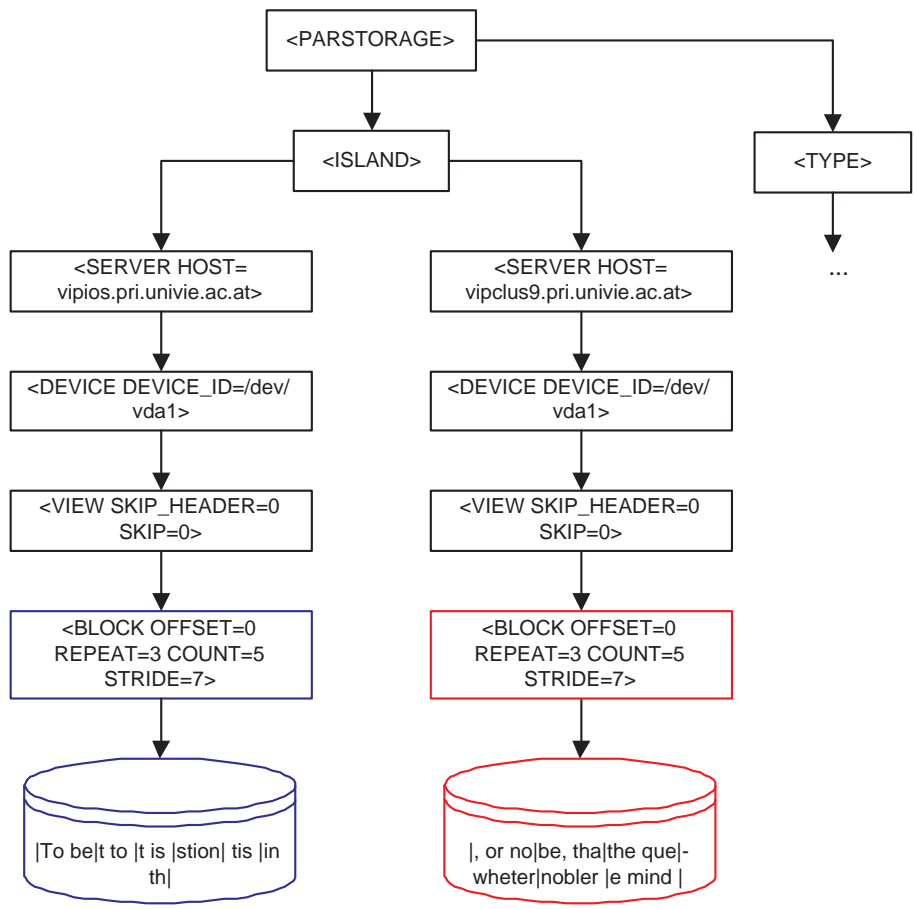 <PARSTORAGE>
<ISLAND>
<TYPE>
<SERVER HOST=
vipios.pri.univie.ac.at>
<SERVER HOST=
vipclus9.pri.univie.ac.at>
...
<DEVICE DEVICE_ID=/dev/
vda1>
<DEVICE DEVICE_ID=/dev/
vda1>
<VIEW SKIP_HEADER=0
SKIP=0>
<VIEW SKIP_HEADER=0
SKIP=0>
<BLOCK OFFSET=0
REPEAT=3 COUNT=5
STRIDE=7>
<BLOCK OFFSET=0
REPEAT=3 COUNT=5
STRIDE=7>
|To be|t to |t is |stion| tis |in
th|
|, or no|be, tha|the que|-
wheter|nobler |e mind |